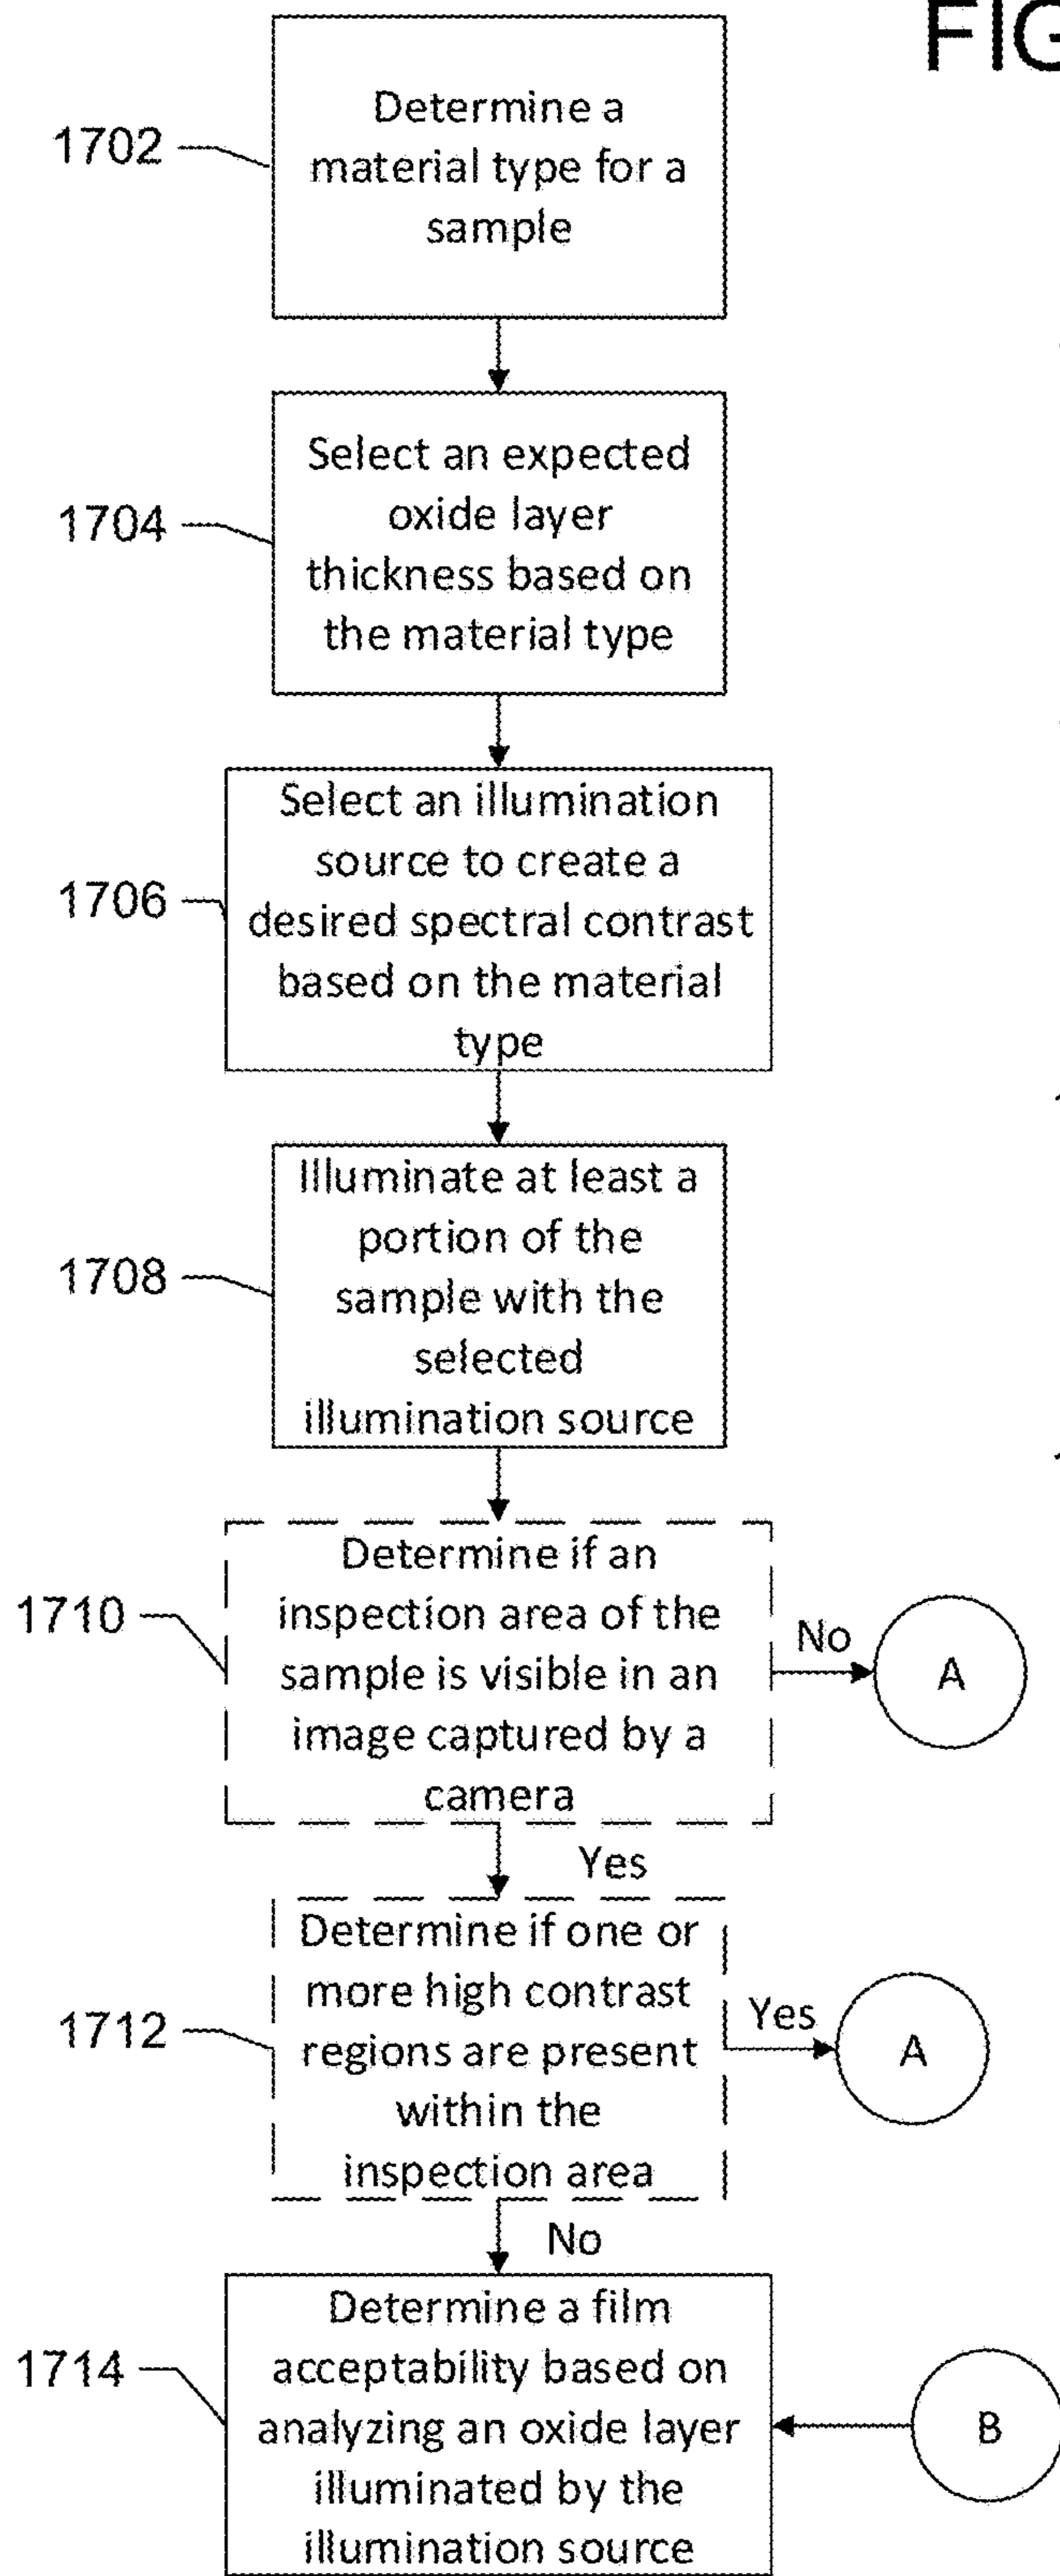 FIG
1702
Determine a
material type for a
sample
1704
Select an expected
oxide layer
thickness based on
the material type
1706
Select an illumination
source to create a
desired spectral contrast
based on the material
type
1708
Illuminate at least a
portion of the
sample with the
selected
illumination source
1710
Determine if an
inspection area of the
sample is visible in an
image captured by a
camera
No
A
Yes
1712
Determine if one or
more high contrast
regions are present
within the
inspection area
Yes
A
No
1714
Determine a film
acceptability based on
analyzing an oxide layer
illuminated by the
illumination source
B